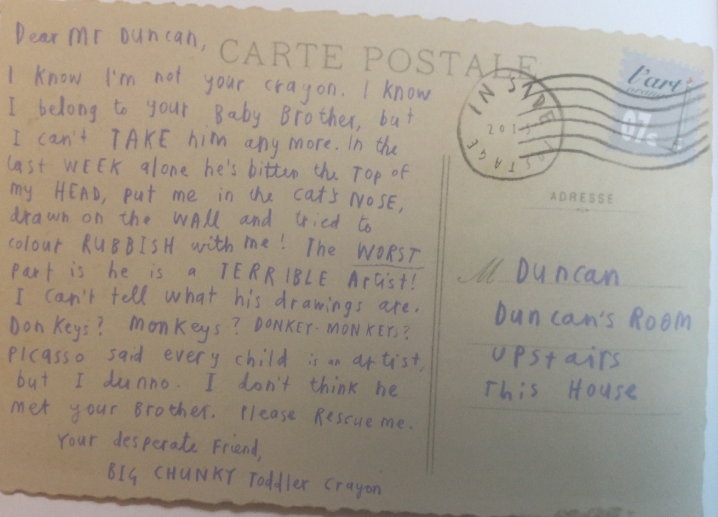 Dear Mr Duncan,
CARTE POSTALE
I know I'm not your crayon. I know
I belong to your Baby Brother, but
I can't TAKE him any more. In the
last WEEK alone he's bitten the Top of
my HEAD, put me in the cat's NOSE,
drawn on the WALL and tried to
colour RUBBISH with me! The WORST
part is he is a TERRIBLE Artist!
I can't tell what his drawings are.
Donkeys? Monkeys? DONKEY-MONKEYS?
Picasso said every child is an artist,
but I dunno. I don't think he
met your Brother. Please Rescue me.
Your desperate Friend,
BIG CHUNKY Toddler Crayon
l'art
07c
INSIDE POSTAGE
201
ADRESSE
M Duncan
Duncan's ROOM
upstairs
This House